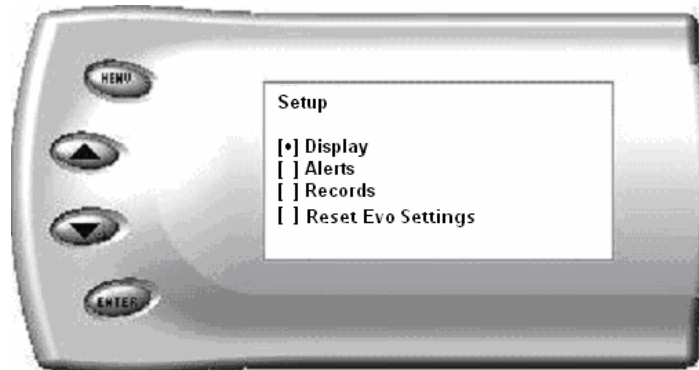 MENU
Setup
[•] Display
[ ] Alerts
[ ] Records
[ ] Reset Evo Settings
ENTER